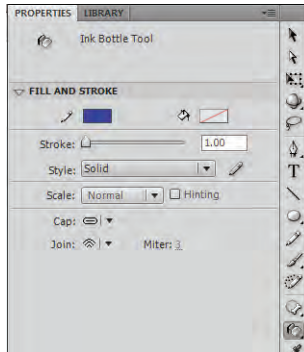 PROPERTIES LIBRARY
Ink Bottle Tool
FILL AND STROKE
Stroke: 1.00
Style: Solid
Scale: Normal Hinting
Cap:
Join: Miter: 3
T